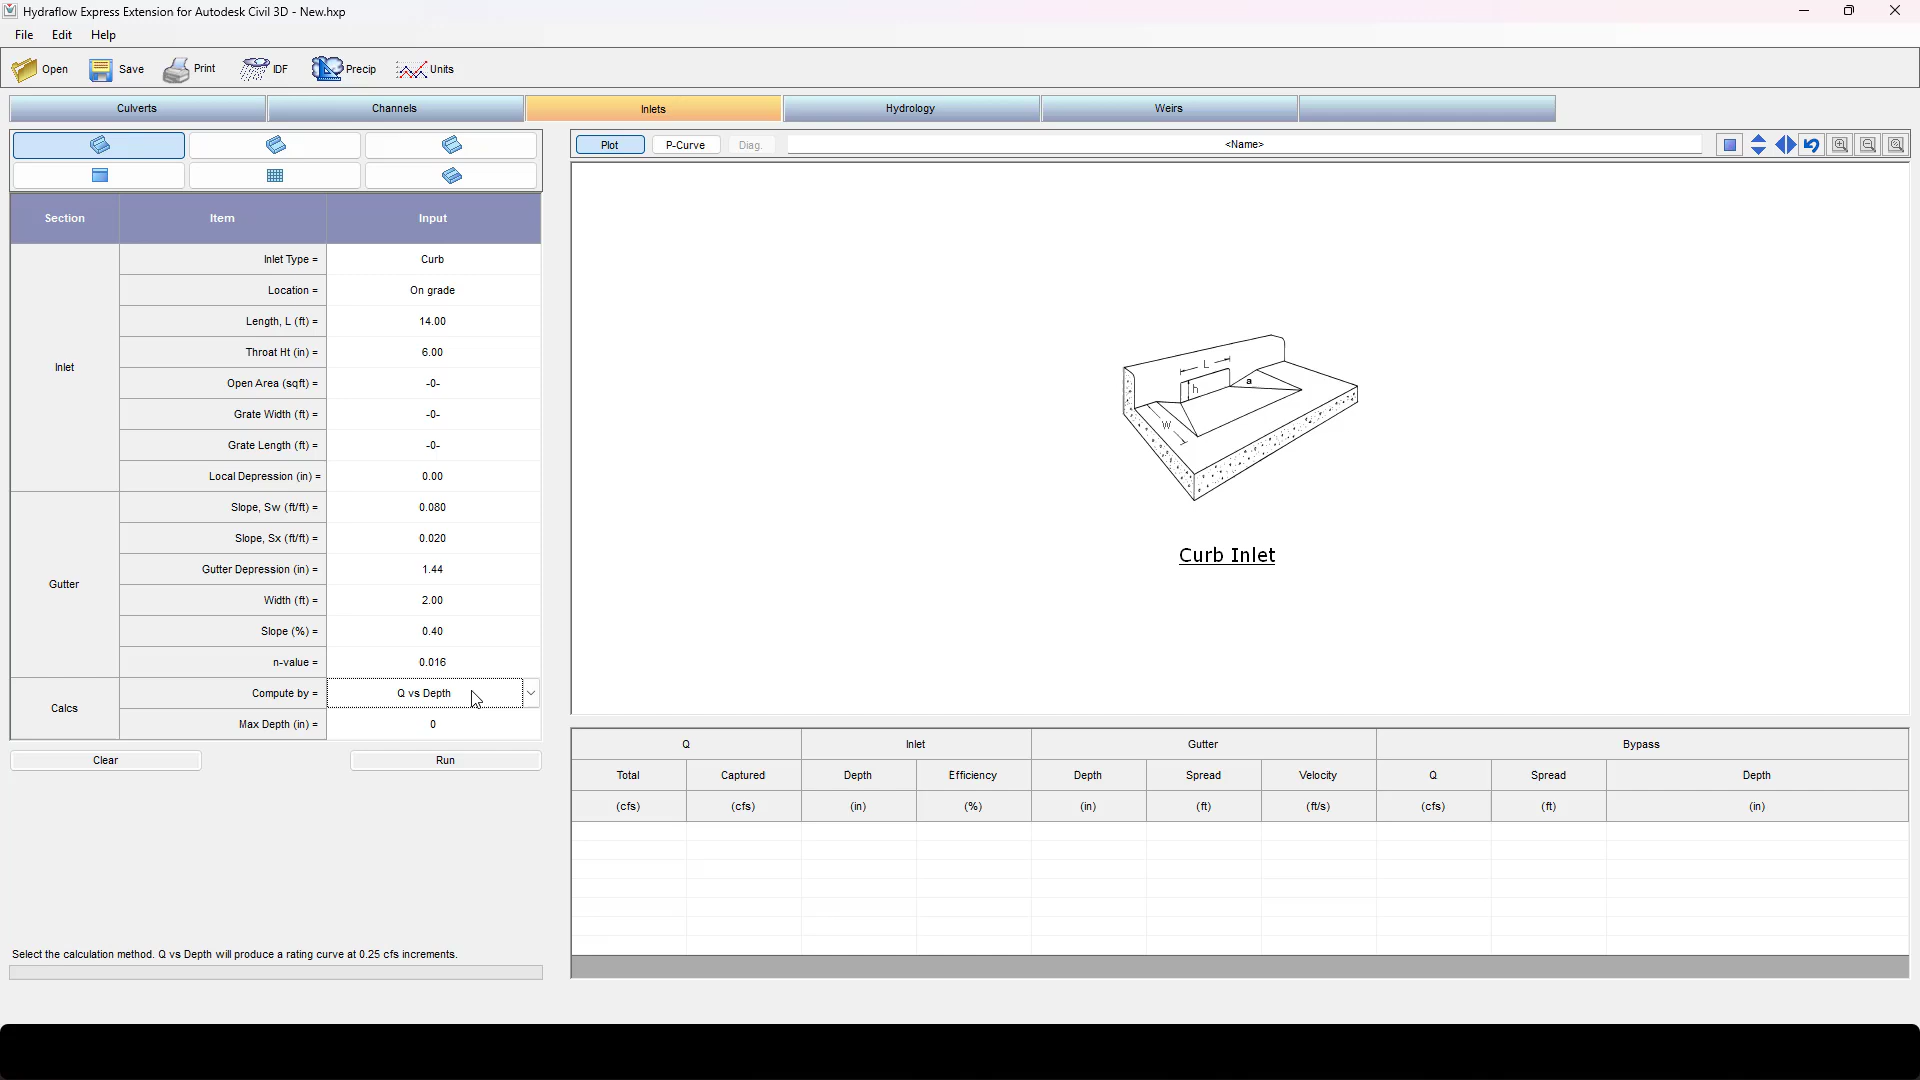 Hydraflow Express Extension for Autodesk Civil 3D - New.hxp
File Edit Help
Open Save Print IDF Precip Units
Culverts Channels Inlets Hydrology Weirs
Plot P-Curve Diag. <Name>
Section Item Input
Inlet
Inlet Type = Curb
Location = On grade
Length, L (ft) = 14.00
Throat Ht (in) = 6.00
Open Area (sqft) = -0-
Grate Width (ft) = -0-
Grate Length (ft) = -0-
Local Depression (in) = 0.00
Gutter
Slope, Sw (ft/ft) = 0.080
Slope, Sx (ft/ft) = 0.020
Gutter Depression (in) = 1.44
Width (ft) = 2.00
Slope (%) = 0.40
n-value = 0.016
Calcs
Compute by = Q vs Depth
Max Depth (in) = 0
Clear Run
Select the calculation method. Q vs Depth will produce a rating curve at 0.25 cfs increments.
L
h
a
W
Curb Inlet
Q Inlet Gutter Bypass
Total Captured Depth Efficiency Depth Spread Velocity Q Spread Depth
(cfs) (cfs) (in) (%) (in) (ft) (ft/s) (cfs) (ft) (in)